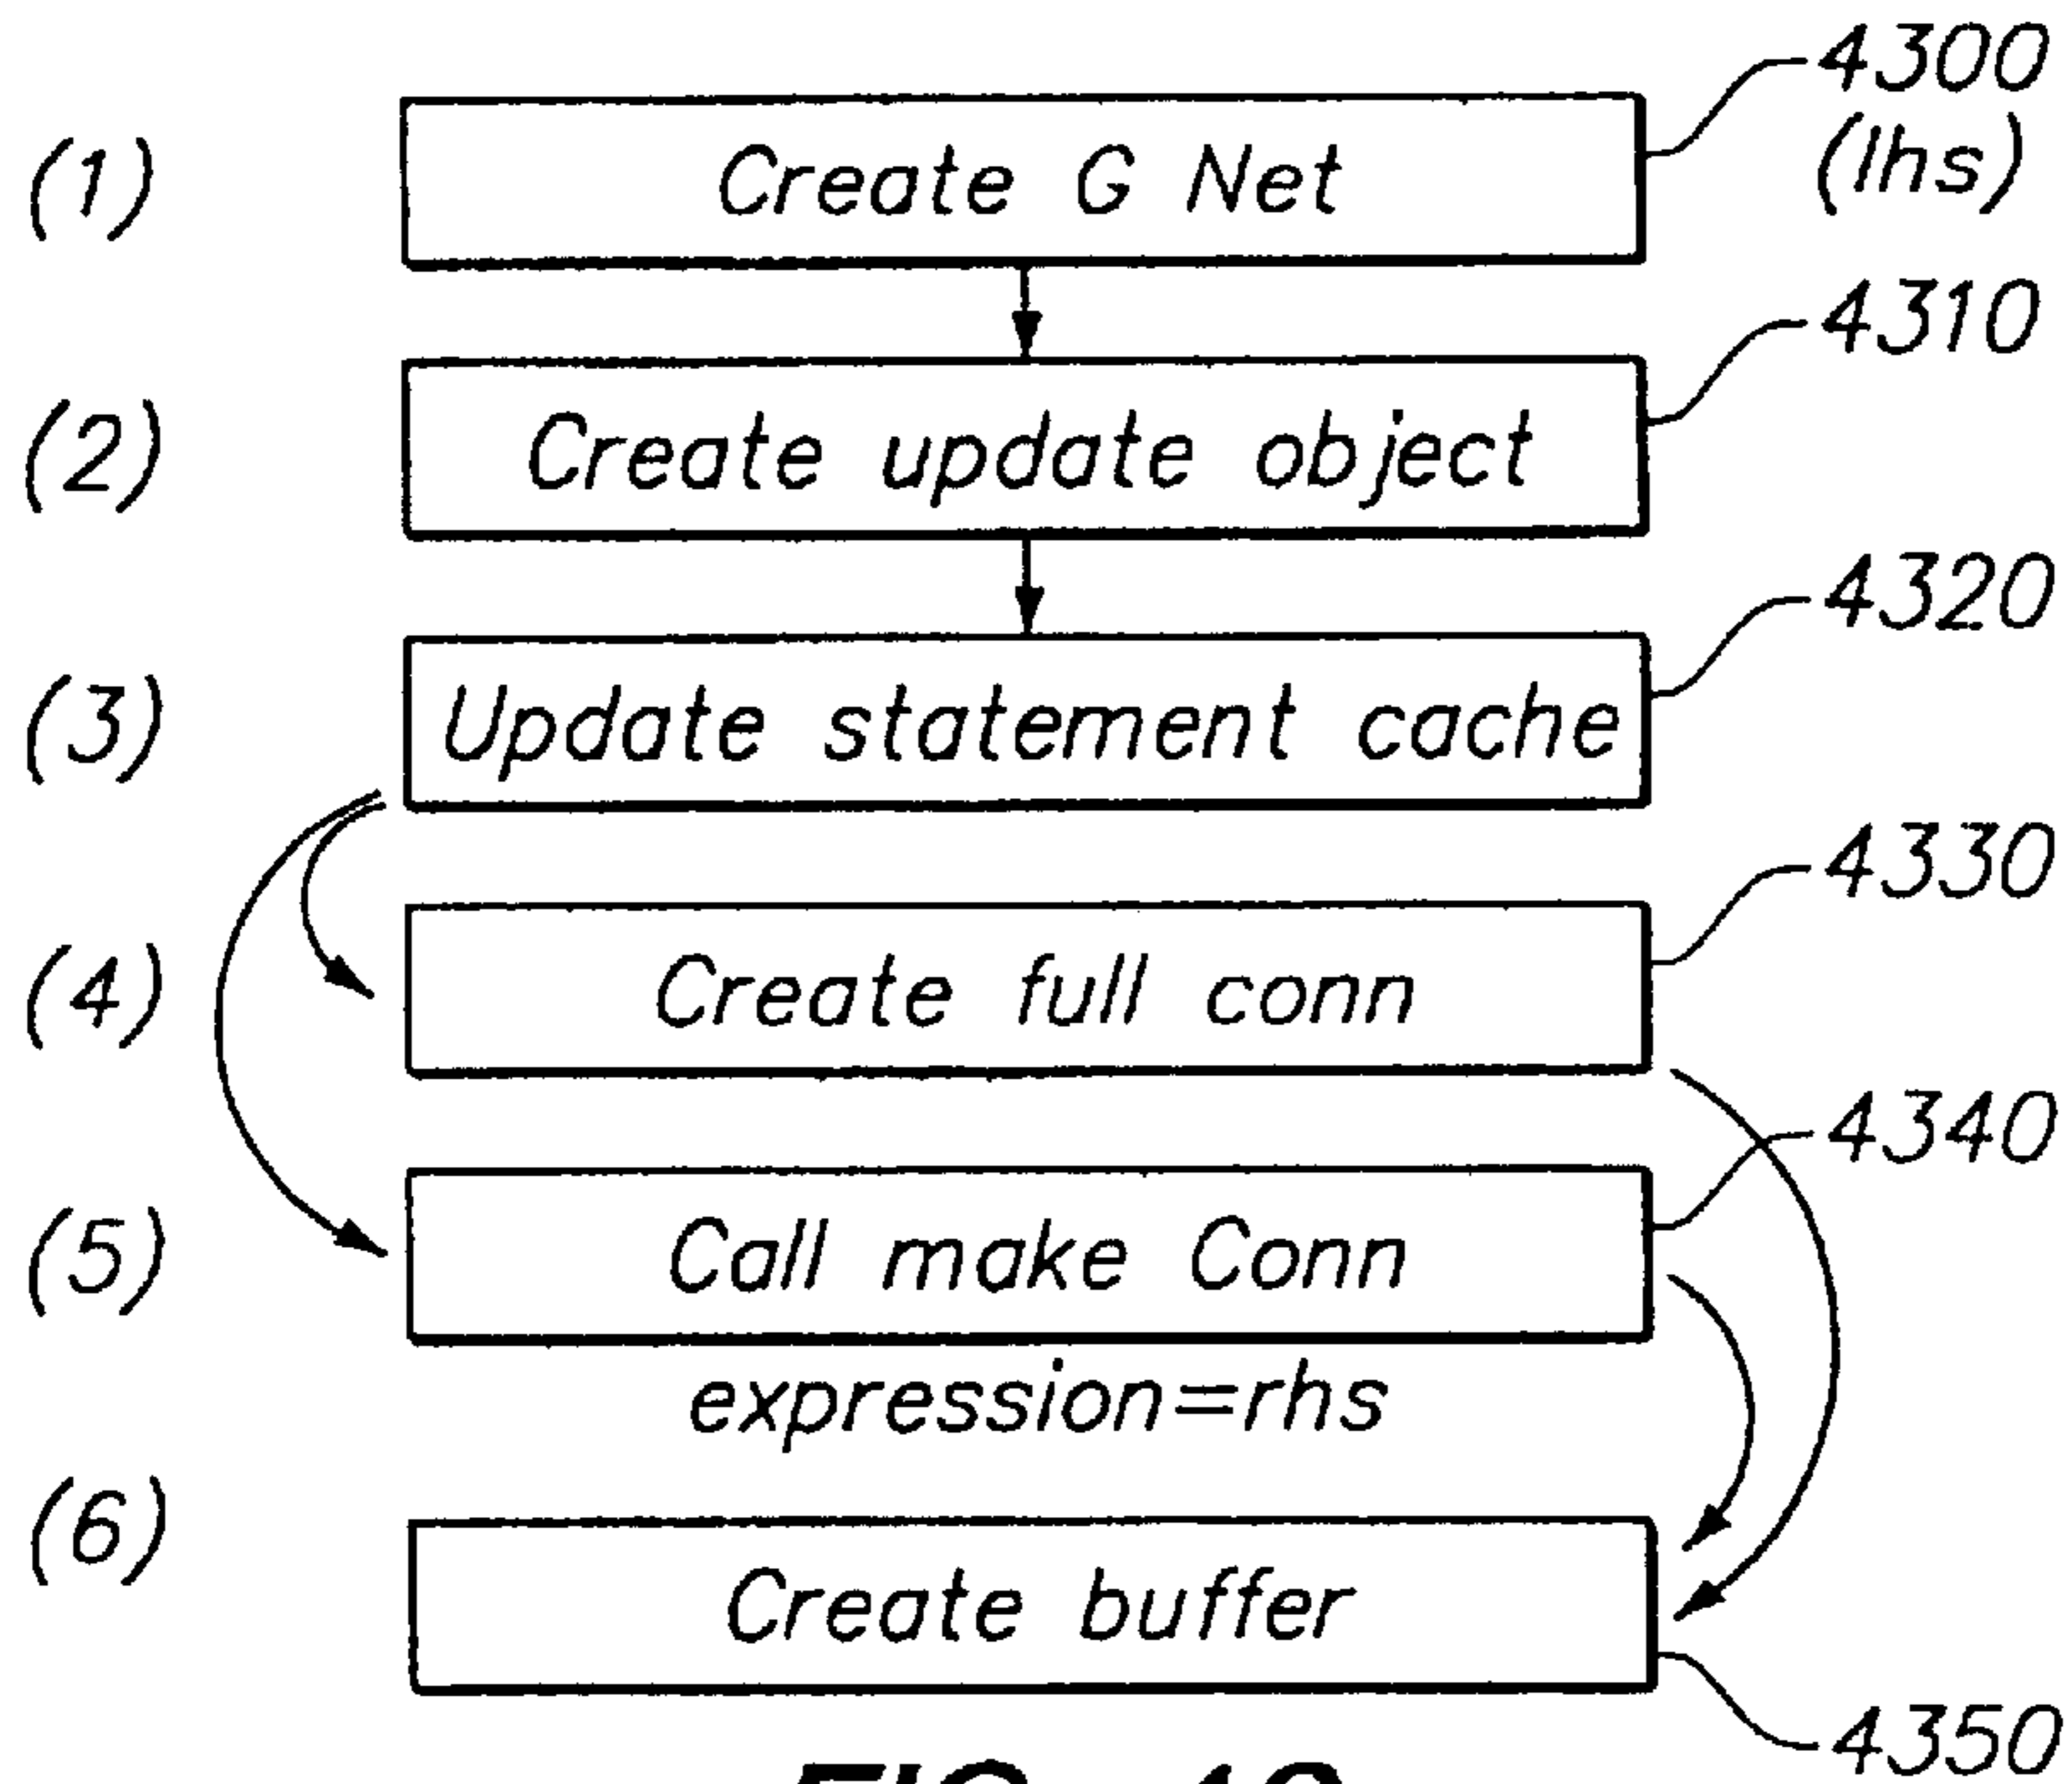 4300
(1) Create G Net (lhs)
4310
(2) Create update object
4320
(3) Update statement cache
4330
(4) Create full conn
4340
(5) Call make Conn
expression=rhs
(6) Create buffer
4350